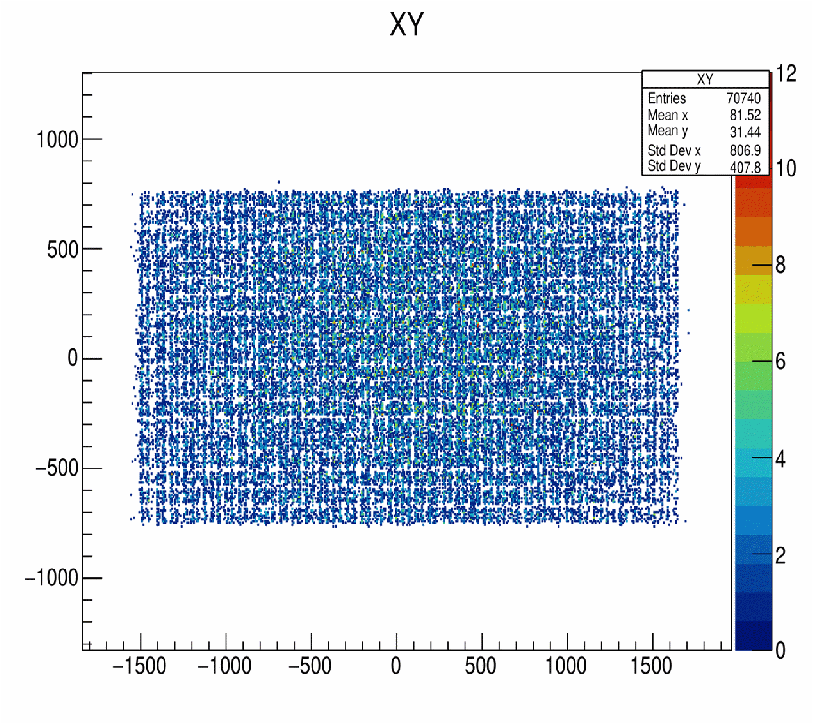 XY
XY
Entries 70740
Mean x 81.52
Mean y 31.44
Std Dev x 806.9
Std Dev y 407.8
12
10
8
6
4
2
0
1000
500
0
−500
−1000
−1500 −1000 −500 0 500 1000 1500